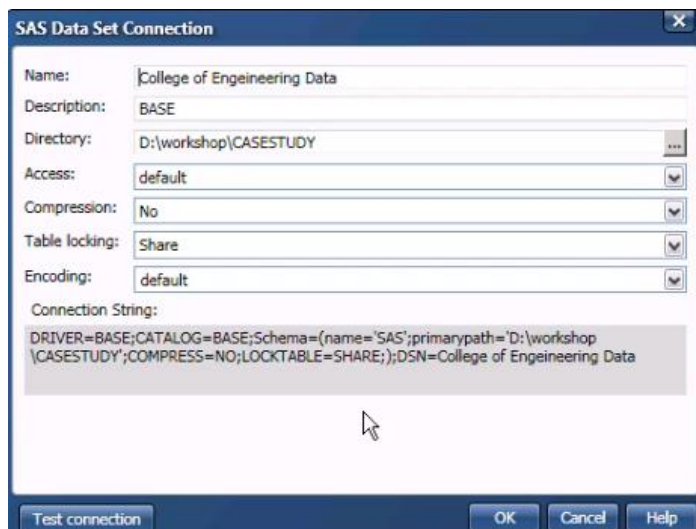 SAS Data Set Connection
Name: College of Engeineering Data
Description: BASE
Directory: D:\workshop\CASESTUDY ...
Access: default
Compression: No
Table locking: Share
Encoding: default
Connection String:
DRIVER=BASE;CATALOG=BASE;Schema=(name='SAS';primarypath='D:\workshop
\CASESTUDY';COMPRESS=NO;LOCKTABLE=SHARE;);DSN=College of Engeineering Data
Test connection OK Cancel Help